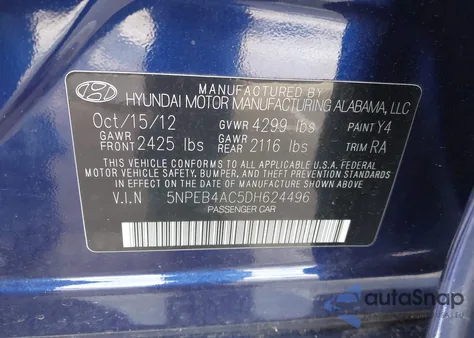 MANUFACTURED BY
HYUNDAI MOTOR MANUFACTURING ALABAMA, LLC
Oct/15/12 GVWR 4299 lbs PAINT Y4
GAWR FRONT 2425 lbs GAWR REAR 2116 lbs TRIM RA
THIS VEHICLE CONFORMS TO ALL APPLICABLE U.S.A. FEDERAL
MOTOR VEHICLE SAFETY, BUMPER, AND THEFT PREVENTION
STANDARDS IN EFFECT ON THE DATE OF MANUFACTURE SHOWN ABOVE.
V.I.N 5NPEB4AC5DH624496
PASSENGER CAR
autoSnap